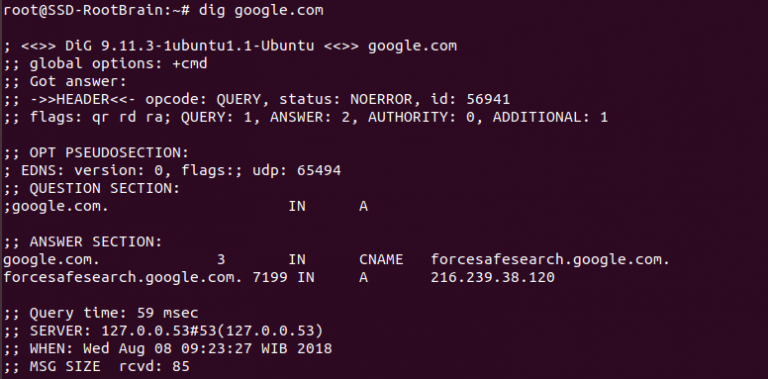 root@SSD-RootBrain:~# dig google.com
; <<>> DiG 9.11.3-1ubuntu1.1-Ubuntu <<>> google.com
;; global options: +cmd
;; Got answer:
;; ->>HEADER<<- opcode: QUERY, status: NOERROR, id: 56941
;; flags: qr rd ra; QUERY: 1, ANSWER: 2, AUTHORITY: 0, ADDITIONAL: 1
;; OPT PSEUDOSECTION:
; EDNS: version: 0, flags:; udp: 65494
;; QUESTION SECTION:
;google.com. IN A
;; ANSWER SECTION:
google.com. 3 IN CNAME forcesafesearch.google.com.
forcesafesearch.google.com. 7199 IN A 216.239.38.120
;; Query time: 59 msec
;; SERVER: 127.0.0.53#53(127.0.0.53)
;; WHEN: Wed Aug 08 09:23:27 WIB 2018
;; MSG SIZE rcvd: 85